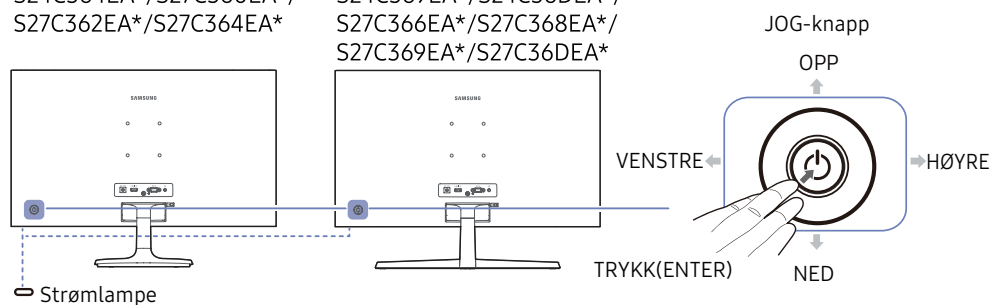 S27C362EA*/S27C364EA*
S27C366EA*/S27C368EA*/
S27C369EA*/S27C36DEA*
JOG-knapp
OPP
SAMSUNG
SAMSUNG
VENSTRE
HØYRE
TRYKK(ENTER)
NED
Strømlampe